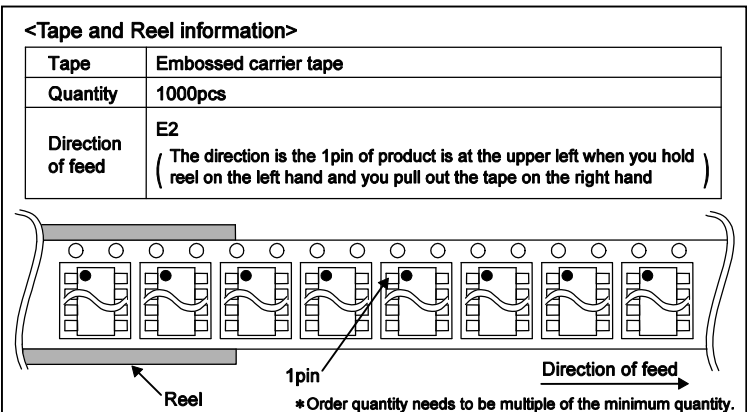 <Tape and Reel information>
Tape Embossed carrier tape
Quantity 1000pcs
Direction of feed E2
The direction is the 1pin of product is at the upper left when you hold
reel on the left hand and you pull out the tape on the right hand
1pin
Direction of feed
Reel
*Order quantity needs to be multiple of the minimum quantity.